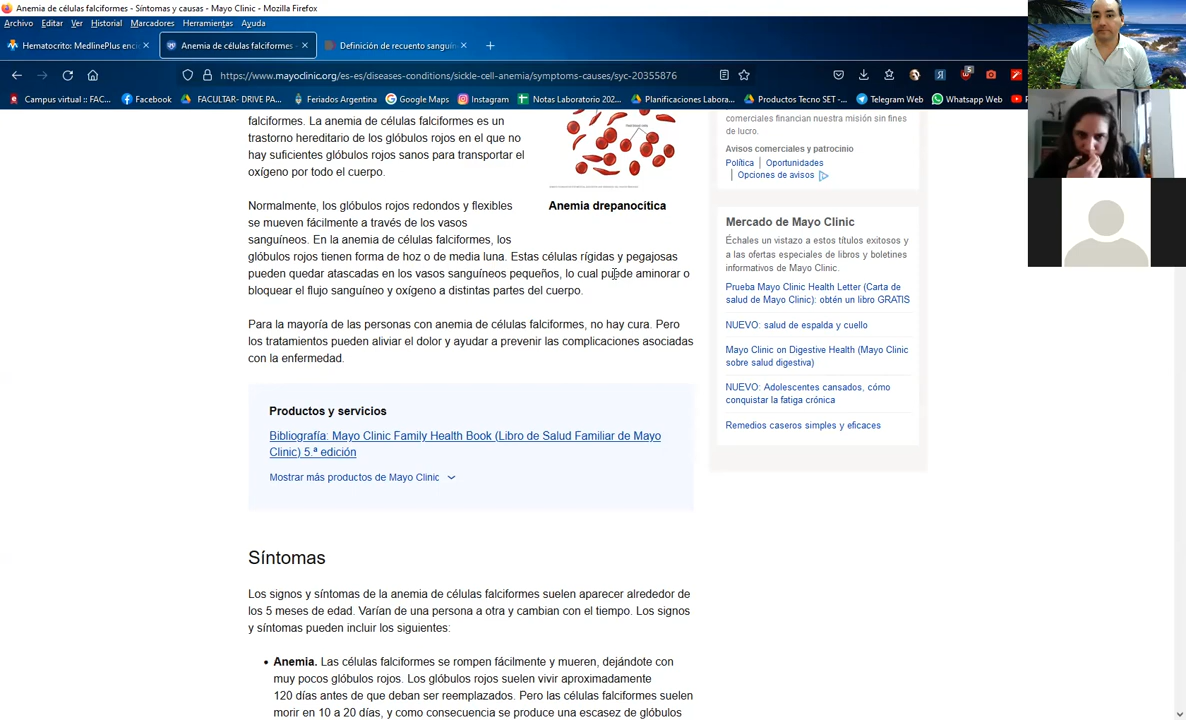 Anemia de células falciformes - Síntomas y causas - Mayo Clinic - Mozilla Firefox
Archivo Editar Ver Historial Marcadores Herramientas Ayuda
Hematocrito: MedlinePlus enci
Anemia de células falciformes -
Definición de recuento sanguín
https://www.mayoclinic.org/es-es/diseases-conditions/sickle-cell-anemia/symptoms-causes/syc-20355876
5
Campus virtual :: FAC...
Facebook
FACULTAR- DRIVE PA...
Feriados Argentina
Google Maps
Instagram
Notas Laboratorio 202...
Planificaciones Labora...
Productos Tecno SET -...
Telegram Web
Whatsapp Web
falciformes. La anemia de células falciformes es un
trastorno hereditario de los glóbulos rojos en el que no
hay suficientes glóbulos rojos sanos para transportar el
oxígeno por todo el cuerpo.
Anemia drepanocítica
Normalmente, los glóbulos rojos redondos y flexibles
se mueven fácilmente a través de los vasos
sanguíneos. En la anemia de células falciformes, los
glóbulos rojos tienen forma de hoz o de media luna. Estas células rígidas y pegajosas
pueden quedar atascadas en los vasos sanguíneos pequeños, lo cual puede aminorar o
bloquear el flujo sanguíneo y oxígeno a distintas partes del cuerpo.
Para la mayoría de las personas con anemia de células falciformes, no hay cura. Pero
los tratamientos pueden aliviar el dolor y ayudar a prevenir las complicaciones asociadas
con la enfermedad.
Productos y servicios
Bibliografía: Mayo Clinic Family Health Book (Libro de Salud Familiar de Mayo
Clinic) 5.ª edición
Mostrar más productos de Mayo Clinic
Síntomas
Los signos y síntomas de la anemia de células falciformes suelen aparecer alrededor de
los 5 meses de edad. Varían de una persona a otra y cambian con el tiempo. Los signos
y síntomas pueden incluir los siguientes:
• Anemia. Las células falciformes se rompen fácilmente y mueren, dejándote con
muy pocos glóbulos rojos. Los glóbulos rojos suelen vivir aproximadamente
120 días antes de que deban ser reemplazados. Pero las células falciformes suelen
morir en 10 a 20 días, y como consecuencia se produce una escasez de glóbulos
comerciales financian nuestra misión sin fines
de lucro.
Avisos comerciales y patrocinio
Política | Oportunidades
| Opciones de avisos
Mercado de Mayo Clinic
Échales un vistazo a estos títulos exitosos y
a las ofertas especiales de libros y boletines
informativos de Mayo Clinic.
Prueba Mayo Clinic Health Letter (Carta
de salud de Mayo Clinic): obtén un libro GRATIS
NUEVO: salud de espalda y cuello
Mayo Clinic on Digestive Health (Mayo Clinic
sobre salud digestiva)
NUEVO: Adolescentes cansados, cómo
conquistar la fatiga crónica
Remedios caseros simples y eficaces